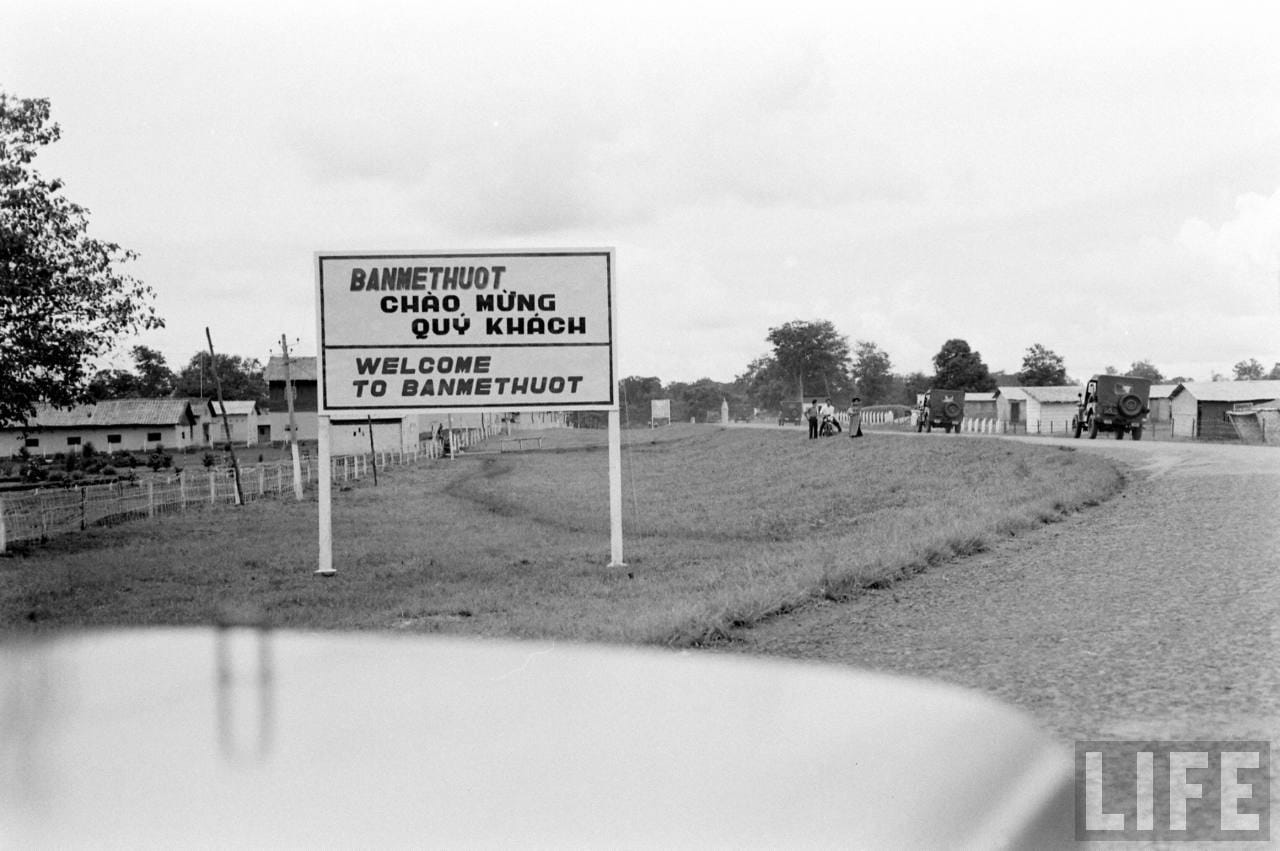 BANMETHUOT
CHÀO MỪNG
QUÝ KHÁCH
WELCOME
TO BANMETHUOT
LIFE